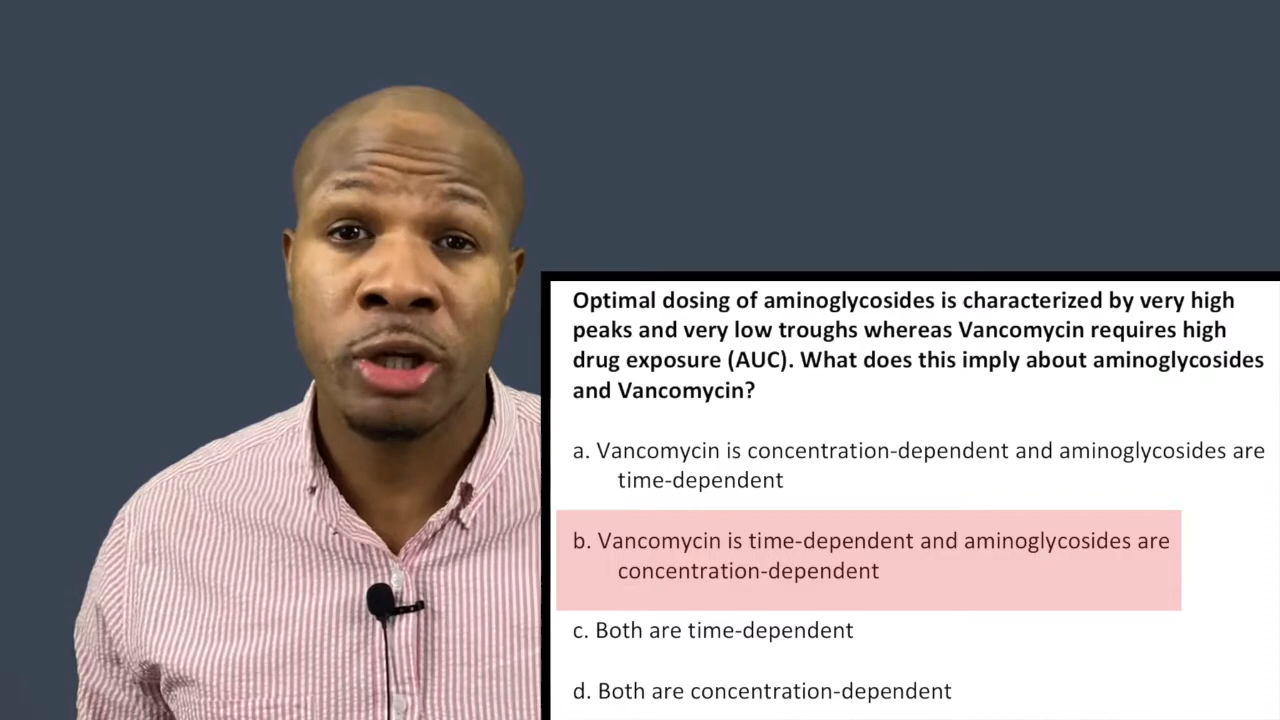 Optimal dosing of aminoglycosides is characterized by very high
peaks and very low troughs whereas Vancomycin requires high
drug exposure (AUC). What does this imply about aminoglycosides
and Vancomycin?
a. Vancomycin is concentration-dependent and aminoglycosides are
time-dependent
b. Vancomycin is time-dependent and aminoglycosides are
concentration-dependent
c. Both are time-dependent
d. Both are concentration-dependent